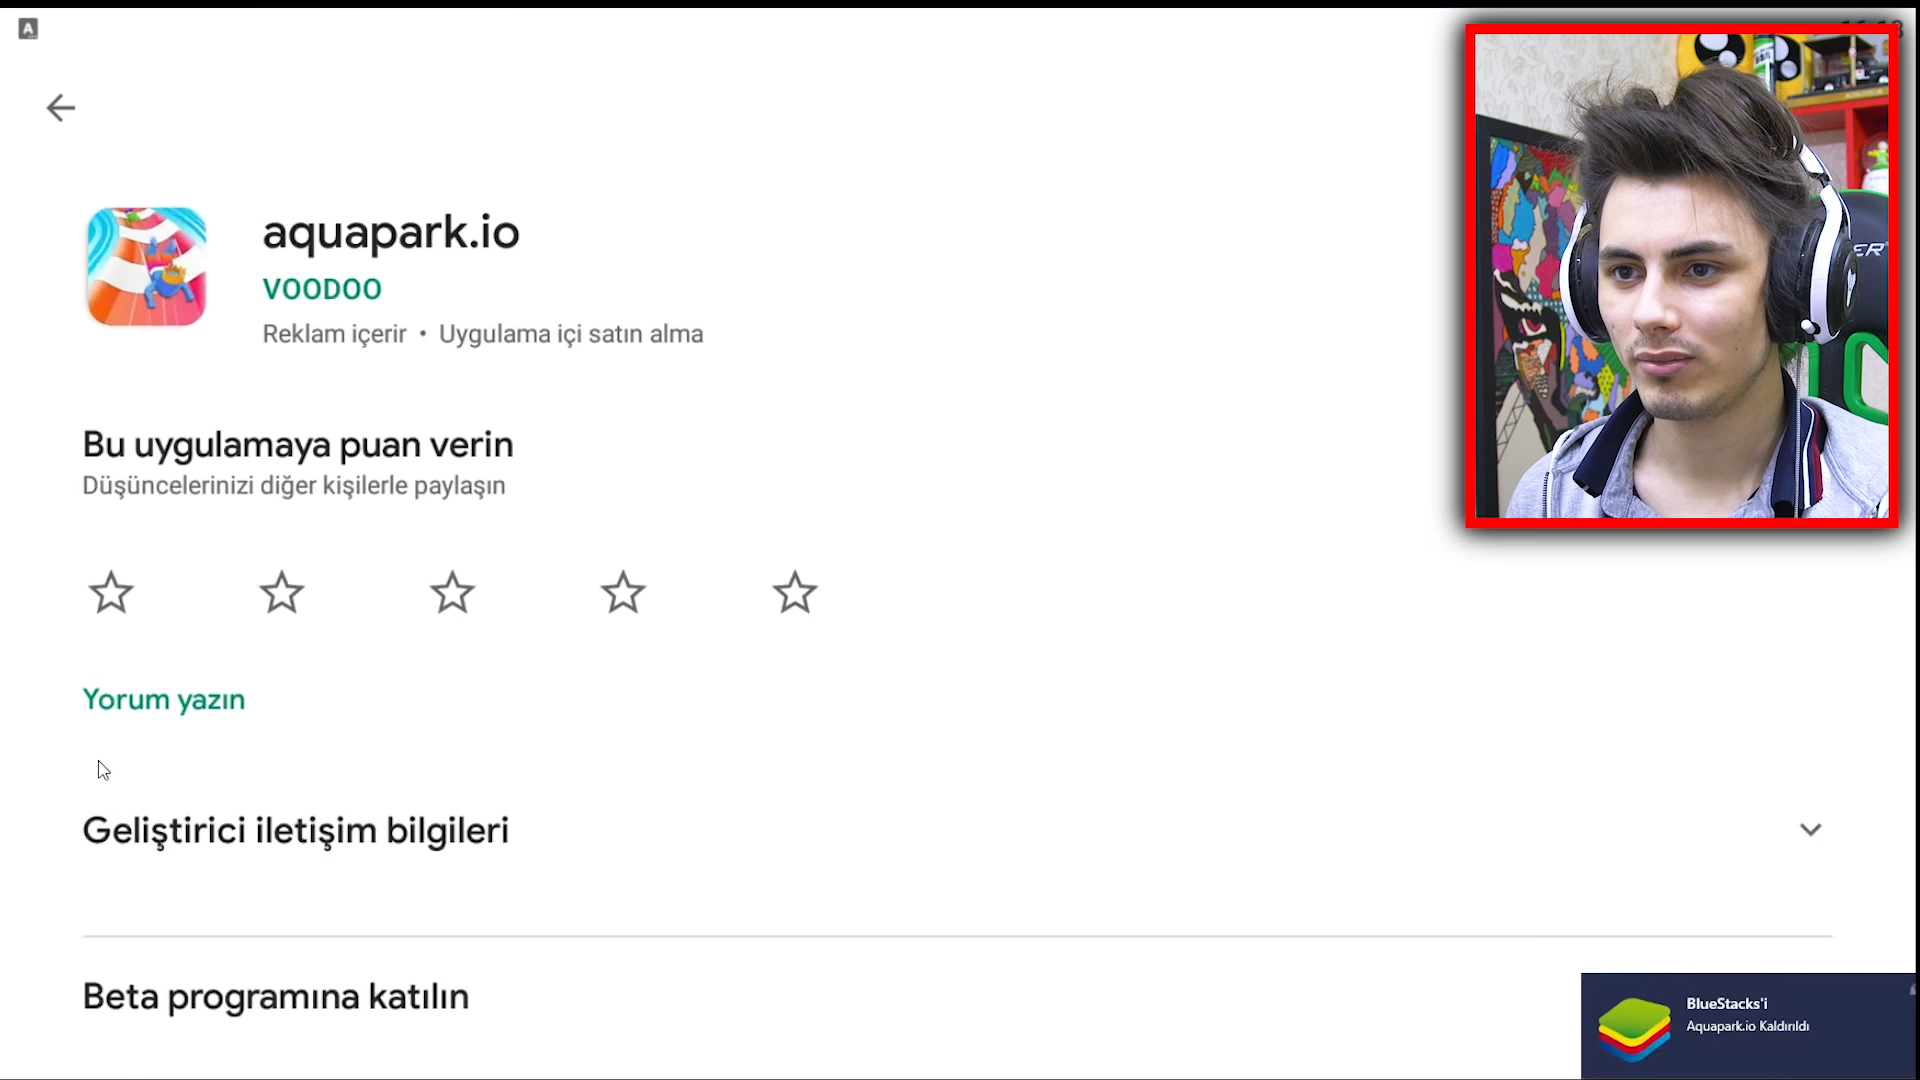 A
aquapark.io
VOODOO
Reklam içerir • Uygulama içi satın alma
Bu uygulamaya puan verin
Düşüncelerinizi diğer kişilerle paylaşın
Yorum yazın
Geliştirici iletişim bilgileri
Beta programına katılın
BlueStacks'i
Aquapark.io Kaldırıldı